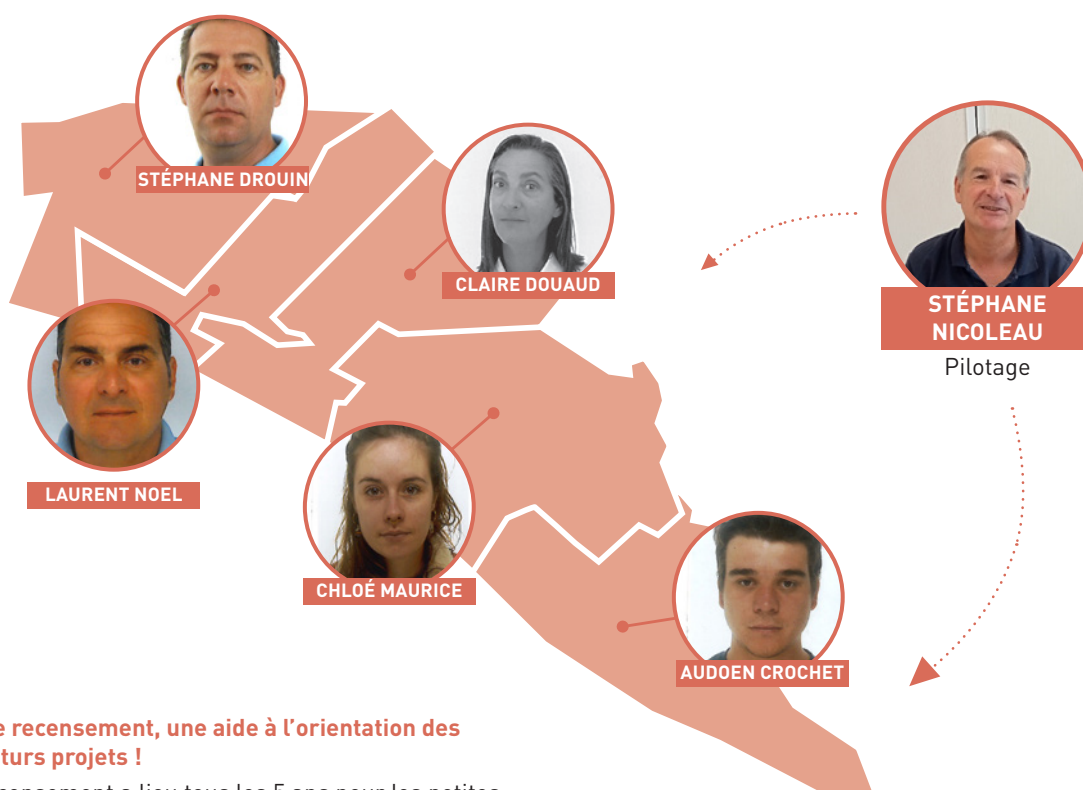 STÉPHANE DROUIN
CLAIRE DOUAUD
STÉPHANE
NICOLEAU
Pilotage
LAURENT NOEL
CHLOÉ MAURICE
AUDOEN CROCHET
e recensement, une aide à l'orientation des
turs projets !